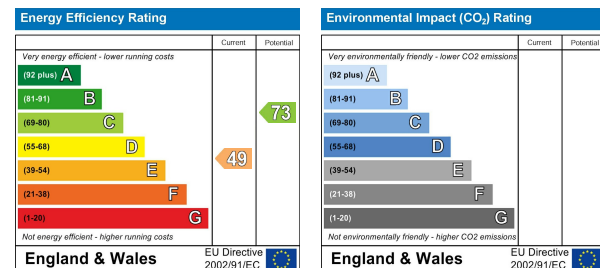 Energy Efficiency Rating
Current Potential
Very energy efficient - lower running costs
(92 plus) A
(81-91) B
(69-80) C
73
(55-68) D
49
(39-54) E
(21-38) F
(1-20) G
Not energy efficient - higher running costs
England & Wales
EU Directive
2002/91/EC
Environmental Impact (CO₂) Rating
Current Potential
Very environmentally friendly - lower CO2 emissions
(92 plus) A
(81-91) B
(69-80) C
(55-68) D
(39-54) E
(21-38) F
(1-20) G
Not environmentally friendly - higher CO2 emissions
England & Wales
EU Directive
2002/91/EC